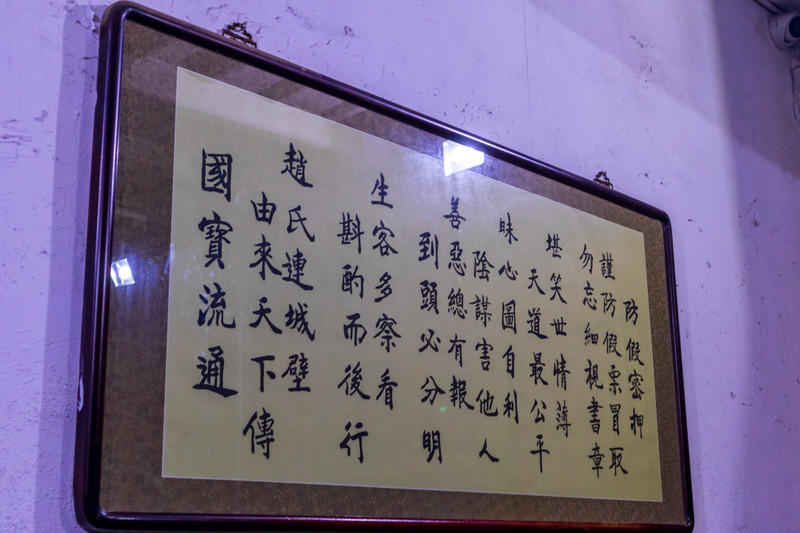 防假密押
謹防假票冒取
勿忘細視書章
堪笑世情薄
天道最公平
昧心圖自利
陰謀害他人
善惡總有報
到頭必分明
生客多察看
斟酌而後行
趙氏連城壁
由來天下傳
國寶流通